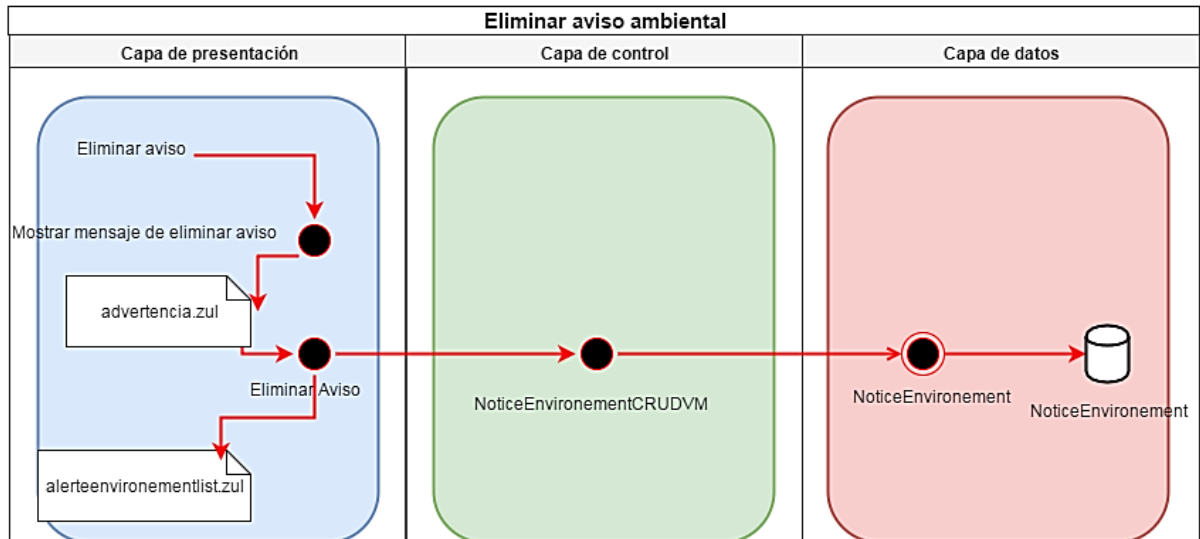 Eliminar aviso ambiental
Capa de presentación
Capa de control
Capa de datos
Eliminar aviso
Mostrar mensaje de eliminar aviso
advertencia.zul
Eliminar Aviso
NoticeEnvironementCRUDVM
NoticeEnvironement
NoticeEnvironement
alerteenvironementlist.zul